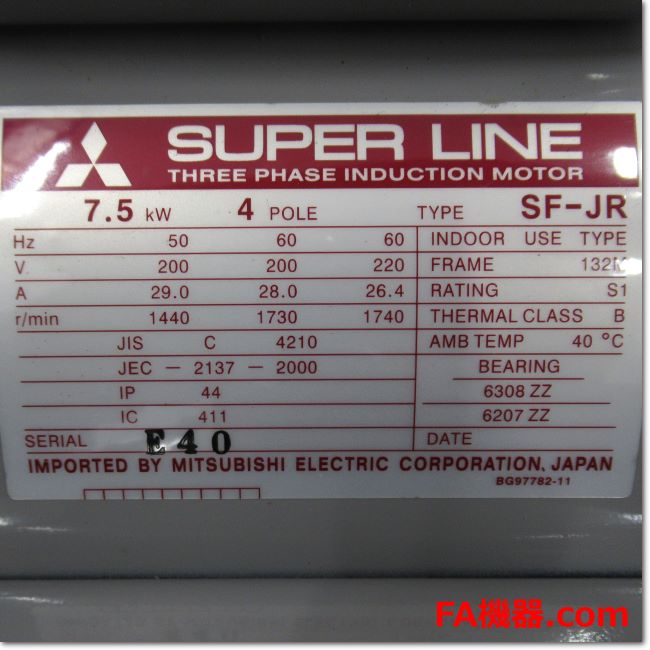 SUPER LINE
THREE PHASE INDUCTION MOTOR
7.5 kW 4 POLE TYPE SF-JR
Hz 50 60 60 INDOOR USE TYPE
V 200 200 220 FRAME 132M
A 29.0 28.0 26.4 RATING S1
r/min 1440 1730 1740 THERMAL CLASS B
JIS C 4210 AMB TEMP 40 °C
JEC - 2137 - 2000 BEARING
IP 44 6308 ZZ
IC 411 6207 ZZ
SERIAL E40 DATE
IMPORTED BY MITSUBISHI ELECTRIC CORPORATION, JAPAN
BG97782-11
FA機器.com